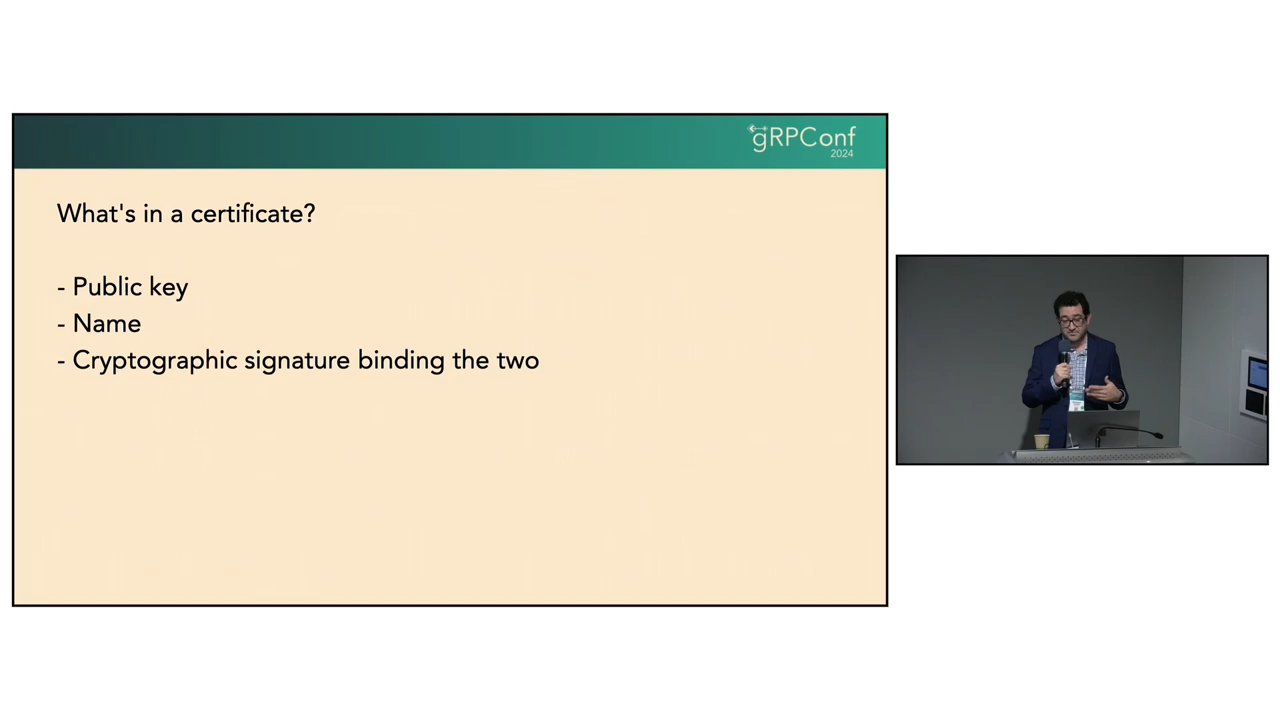 gRPConf
2024
What's in a certificate?
- Public key
- Name
- Cryptographic signature binding the two